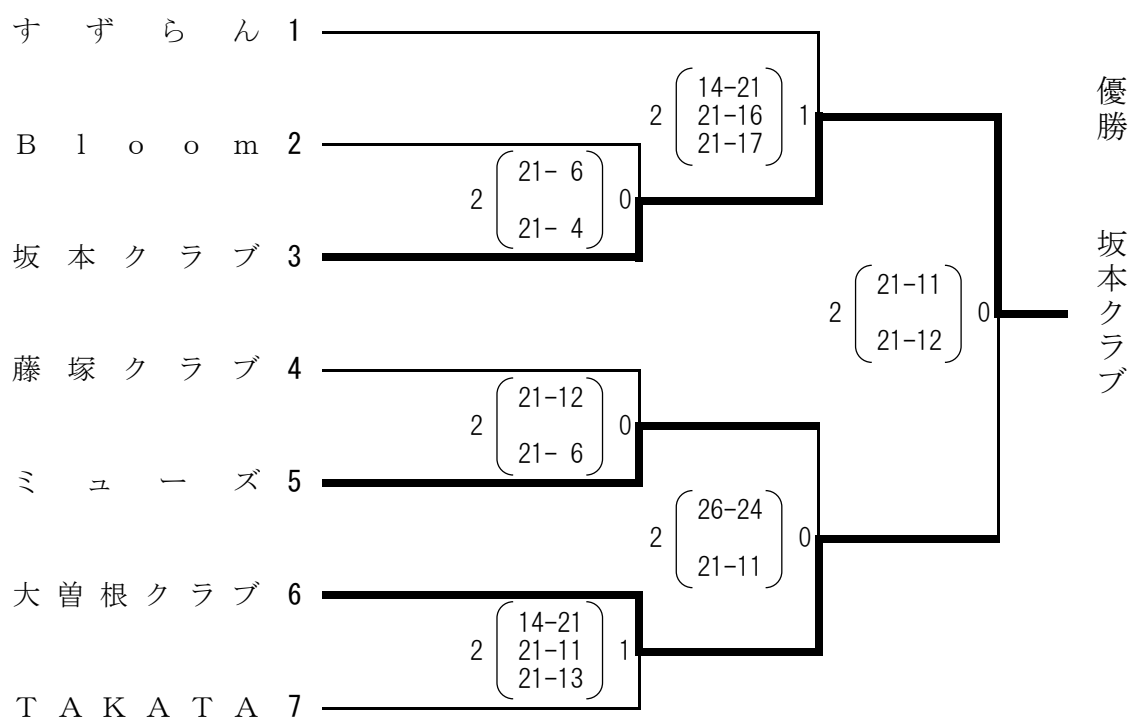 すずらん 1
Bloom 2
坂本クラブ 3
藤塚クラブ 4
ミューズ 5
大曽根クラブ 6
TAKATA 7
2 21- 6 0
21- 4
2 21-12 0
21- 6
14-21
2 21-11 1
21-13
14-21
2 21-16 1
21-17
26-24
2 0
21-11
21-11
2 0
21-12
優勝 坂本クラブ